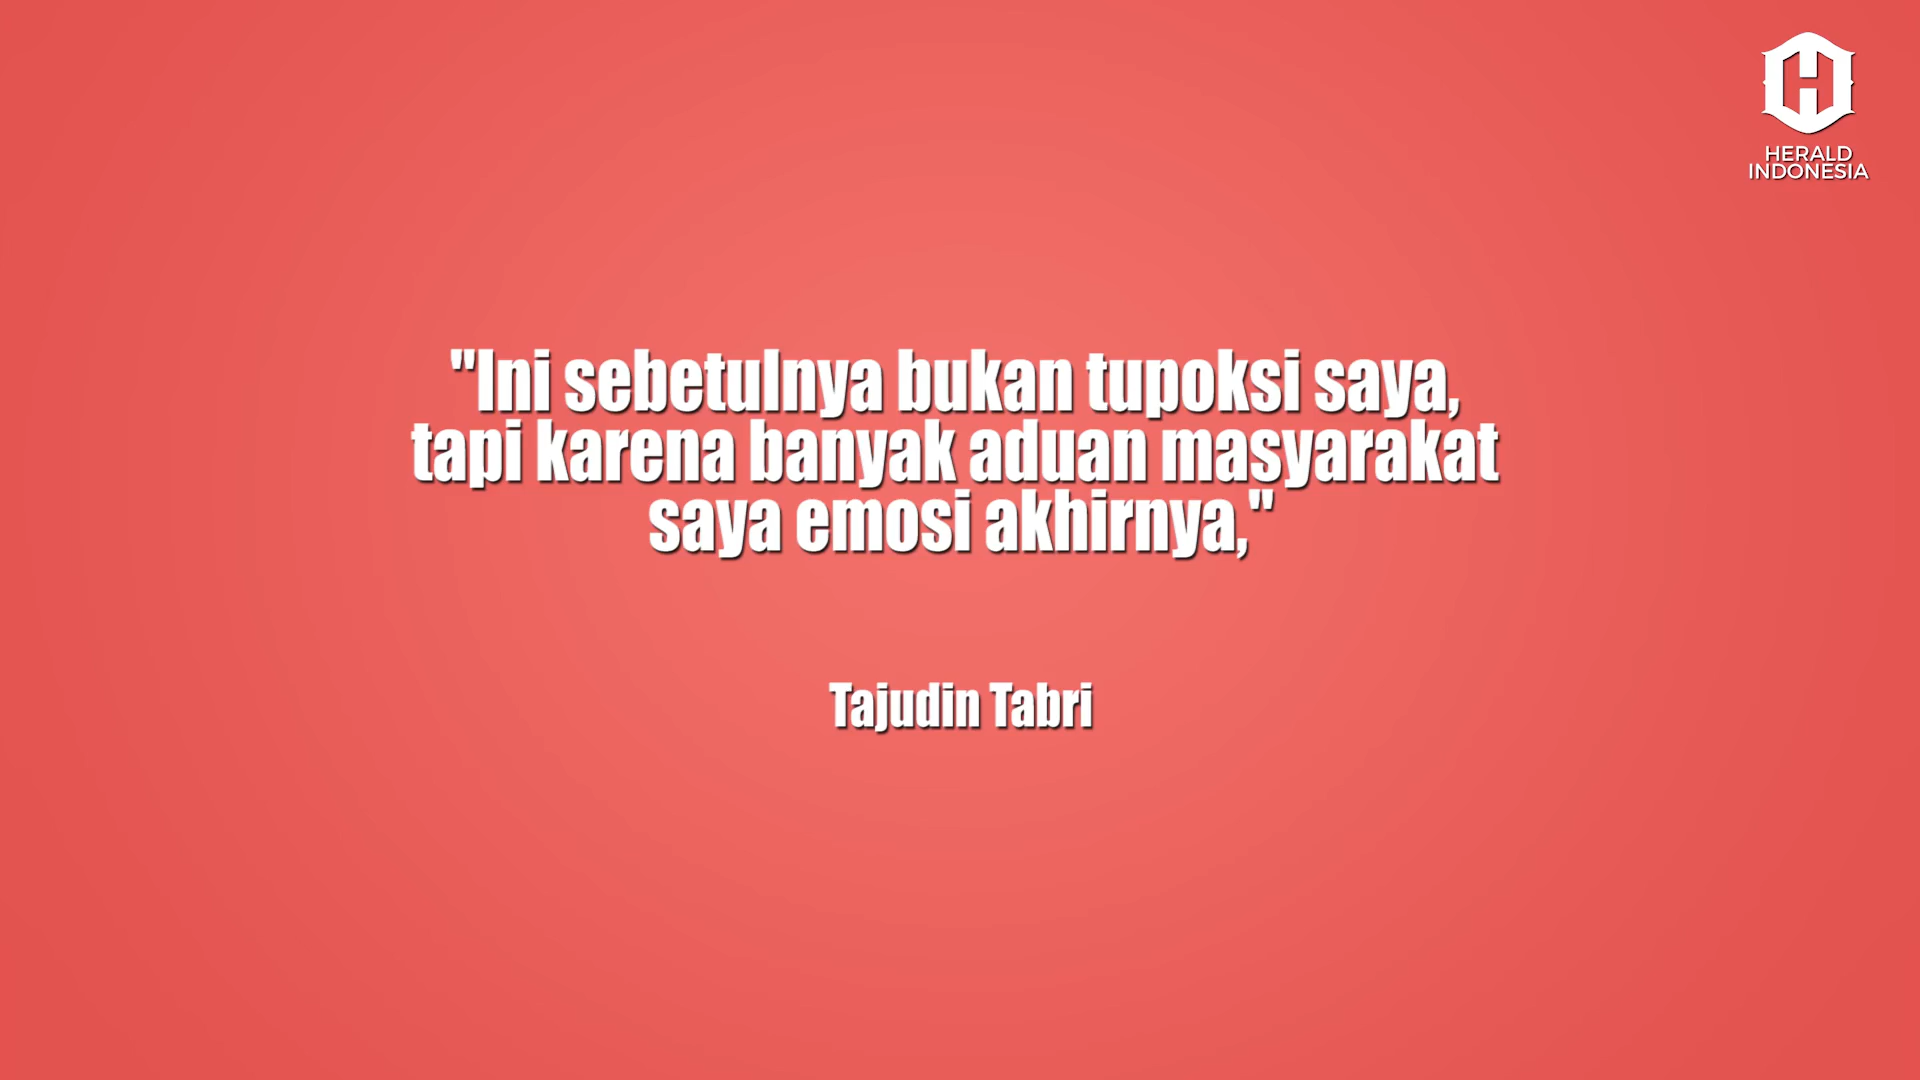 HERALD
INDONESIA
"Ini sebetulnya bukan tupoksi saya,
tapi karena banyak aduan masyarakat
saya emosi akhirnya,"
Tajudin Tabri